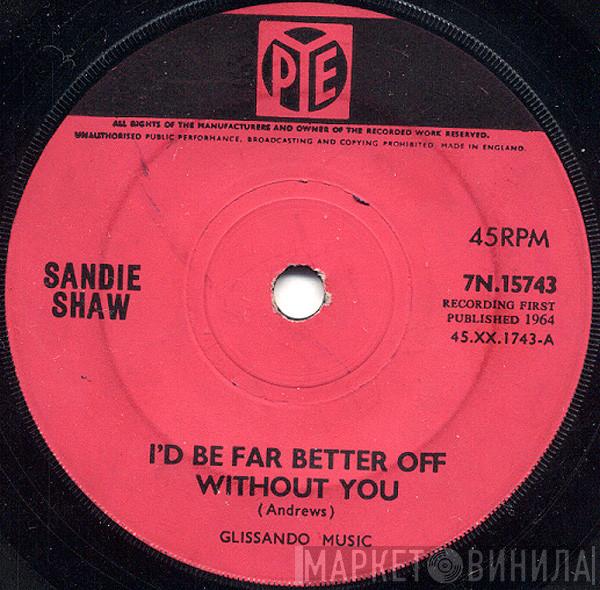 PYE
ALL RIGHTS OF THE MANUFACTURERS AND OWNER OF THE RECORDED WORK RESERVED.
UNAUTHORISED PUBLIC PERFORMANCE, BROADCASTING AND COPYING PROHIBITED. MADE IN ENGLAND.
45RPM
SANDIE
SHAW
7N.15743
RECORDING FIRST
PUBLISHED 1964
45.XX.1743-A
I'D BE FAR BETTER OFF
WITHOUT YOU
(Andrews)
GLISSANDO MUSIC
МАРКЕТ ВИНИЛА